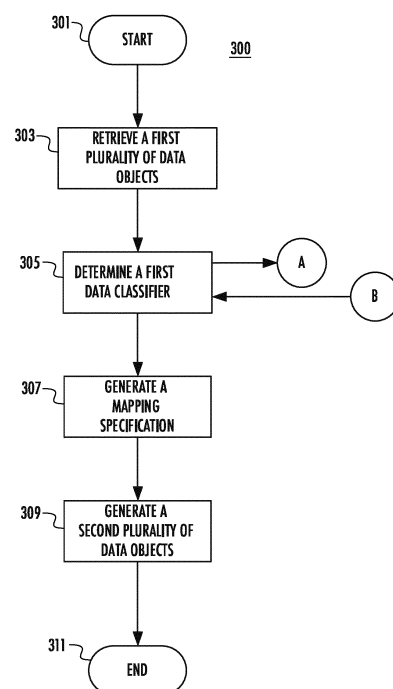 301
START
300
303
RETRIEVE A FIRST
PLURALITY OF DATA
OBJECTS
305
DETERMINE A FIRST
DATA CLASSIFIER
A
B
307
GENERATE A
MAPPING
SPECIFICATION
309
GENERATE A
SECOND PLURALITY OF
DATA OBJECTS
311
END